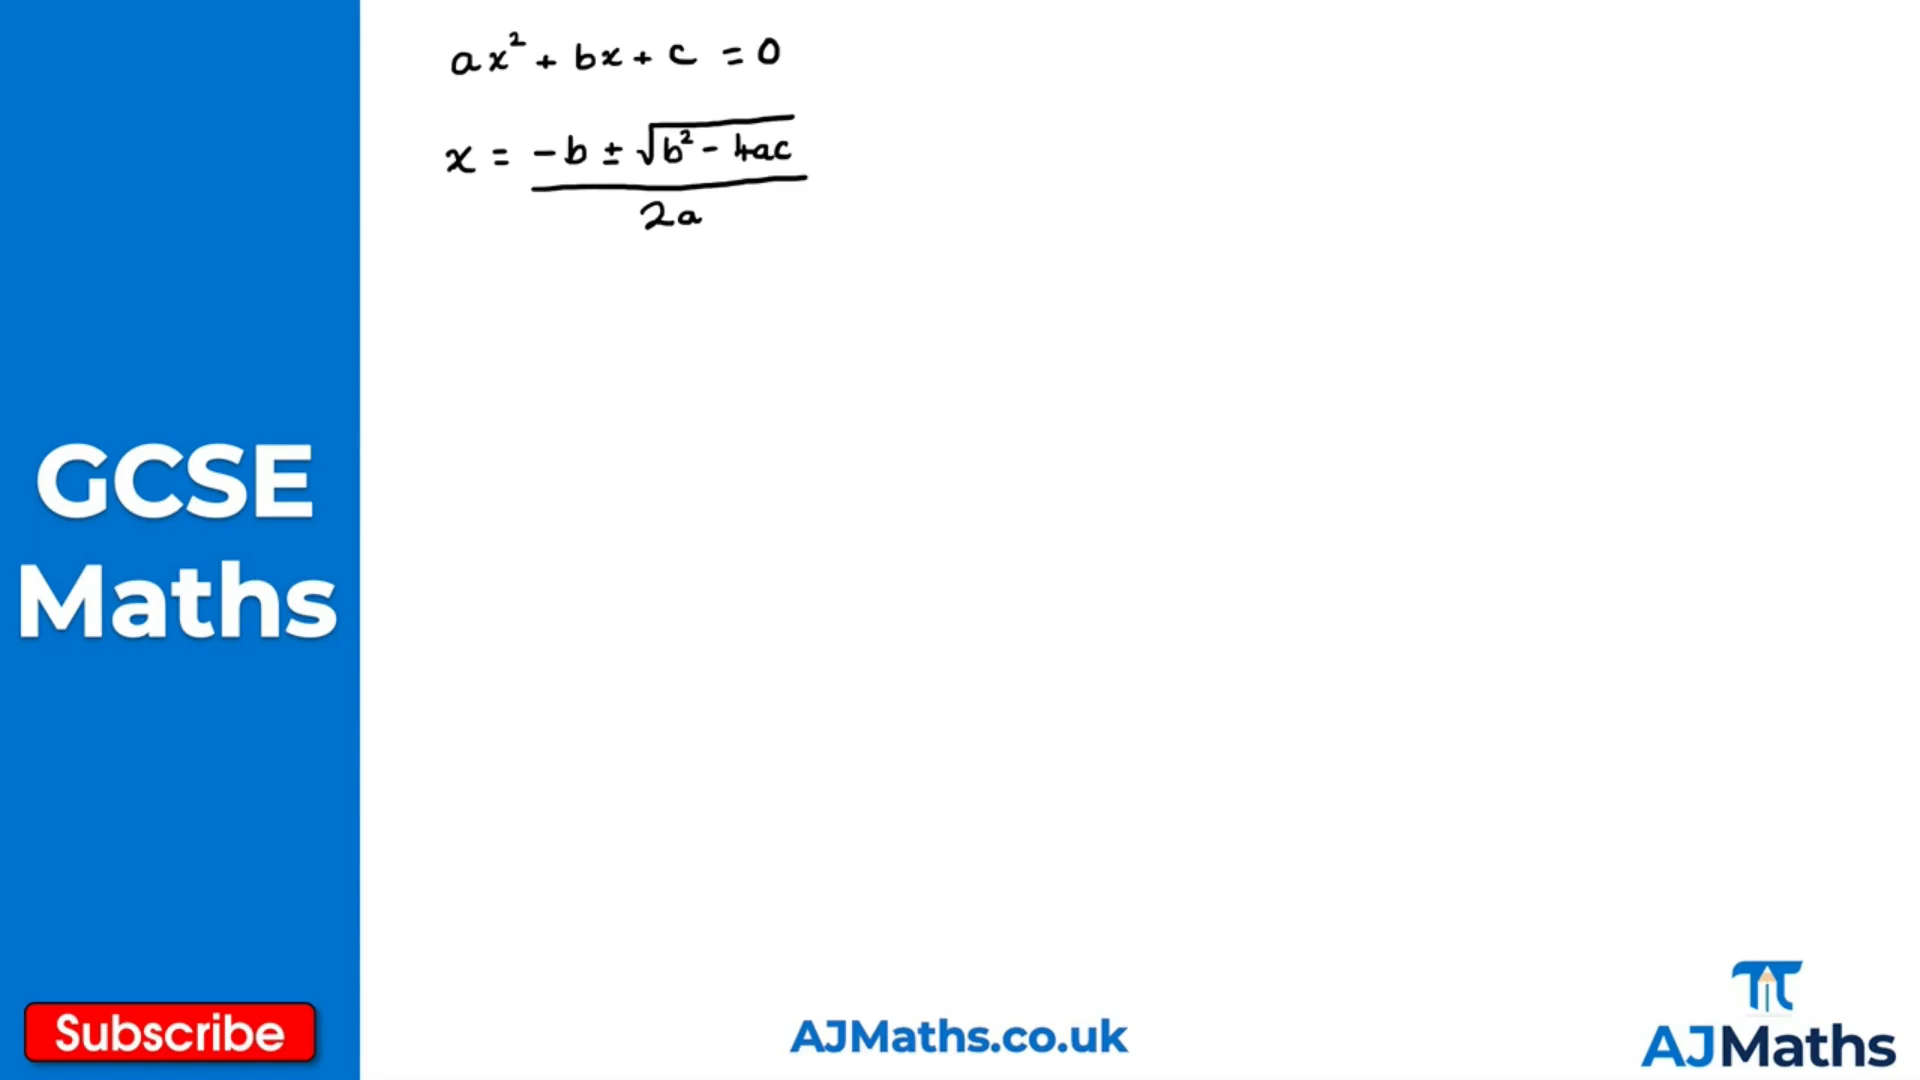 ax² + bx + c = 0
x = -b ± √b² - 4ac
2a
GCSE
Maths
Subscribe
AJMaths.co.uk
AJMaths